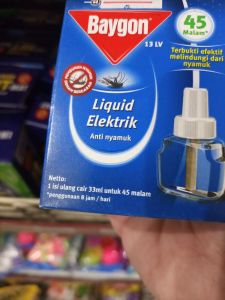 Baygon
13 LV
45
Malam*
Terbukti efektif
melindungi dari
nyamuk
Liquid
Elektrik
Anti nyamuk
Netto:
1 isi ulang cair 33ml untuk 45 malam
*penggunaan 8 jam / hari